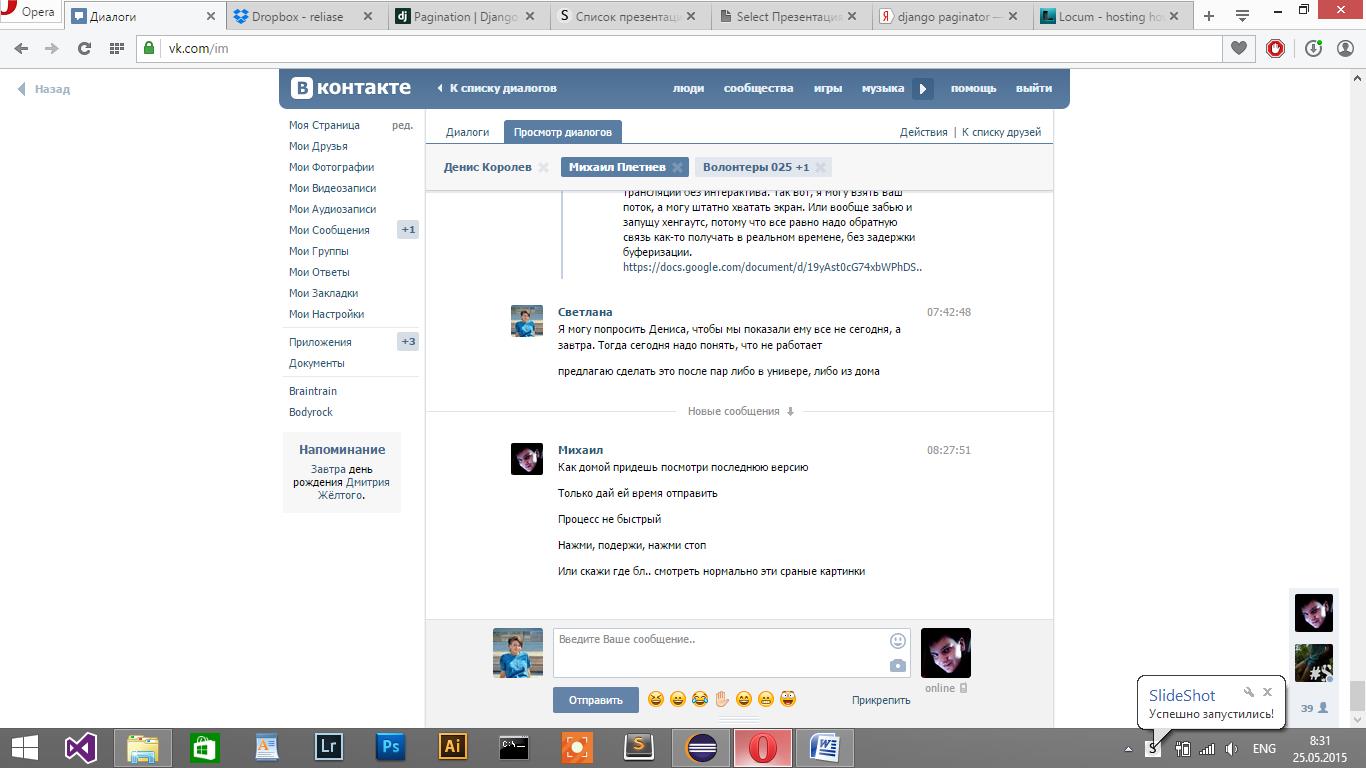 Opera
Диалоги
Dropbox - reliase
Pagination | Django
Список презентаци
Select Презентация
django paginator —
Locum - hosting ho
vk.com/im
Назад
В контакте
К списку диалогов
люди
сообщества
игры
музыка
помощь
выйти
Моя Страница ред.
Мои Друзья
Мои Фотографии
Мои Видеозаписи
Мои Аудиозаписи
Мои Сообщения +1
Мои Группы
Мои Ответы
Мои Закладки
Мои Настройки
Приложения +3
Документы
Braintrain
Bodyrock
Напоминание
Завтра день
рождения Дмитрия
Жёлтого.
Диалоги
Просмотр диалогов
Действия | К списку друзей
Денис Королев
Михаил Плетнев
Волонтеры 025 +1
трансляции без интерактива. Так вот, я могу взять ваш
поток, а могу штатно хватать экран. Или вообще забью и
запущу хенгаутс, потому что все равно надо обратную
связь как-то получать в реальном времене, без задержки
буферизации.
https://docs.google.com/document/d/19yAst0cG74xbWPhDS..
Светлана 07:42:48
Я могу попросить Дениса, чтобы мы показали ему все не сегодня, а
завтра. Тогда сегодня надо понять, что не работает
предлагаю сделать это после пар либо в универе, либо из дома
Новые сообщения
Михаил 08:27:51
Как домой придешь посмотри последнюю версию
Только дай ей время отправить
Процесс не быстрый
Нажми, подержи, нажми стоп
Или скажи где бл.. смотреть нормально эти сраные картинки
Введите Ваше сообщение..
online
Отправить
Прикрепить
39
SlideShot
Успешно запустились!
Lr
Ps
Ai
C:\_
S
W
S
ENG
8:31
25.05.2015